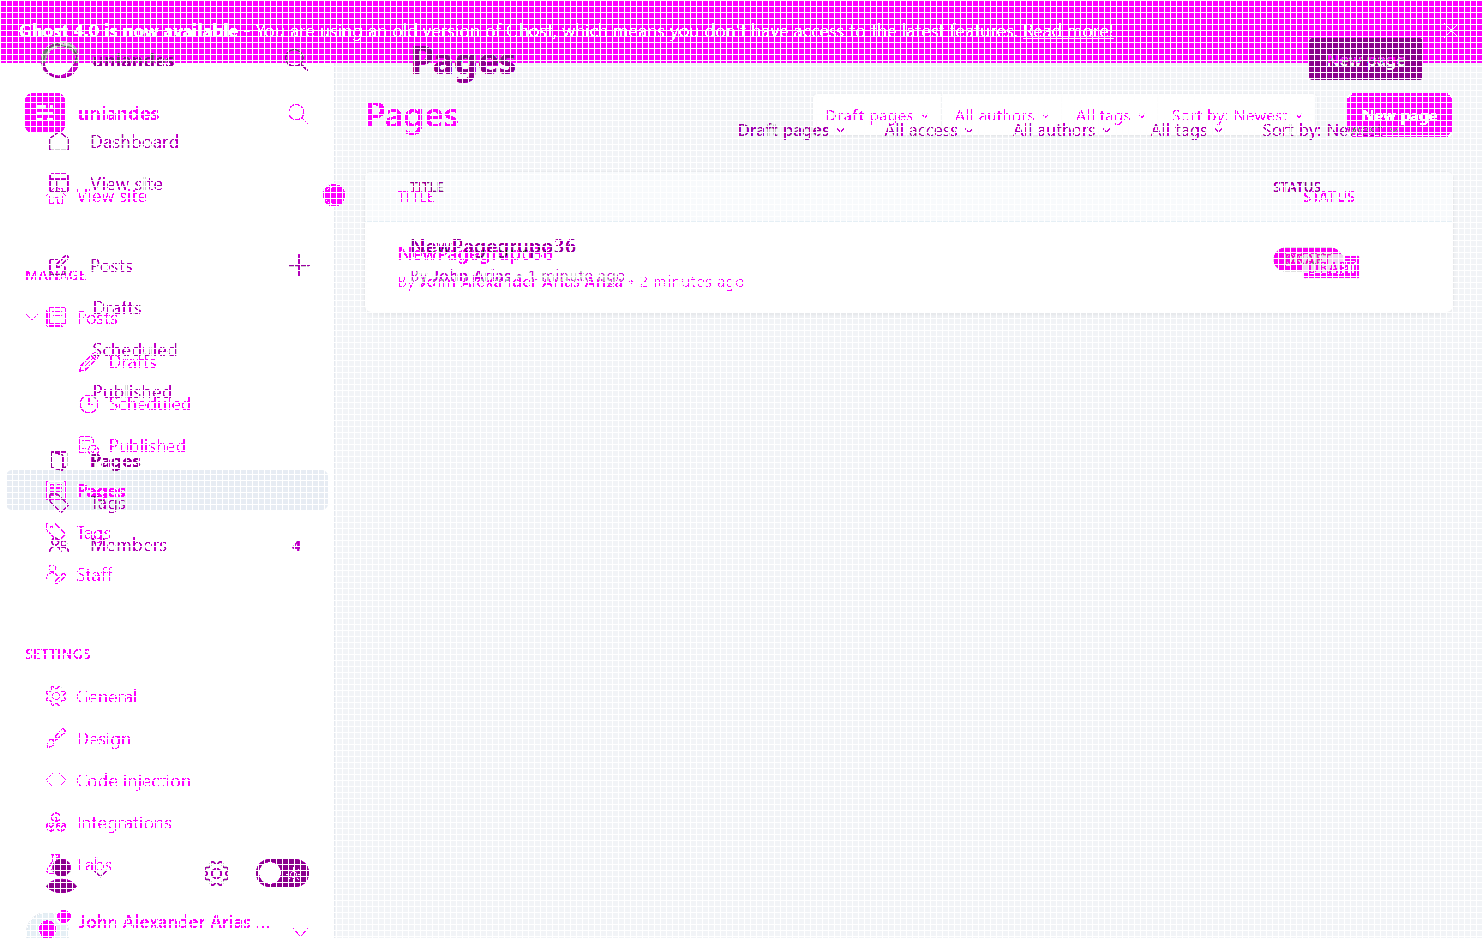 Ghost 4.0 is now available - You are using an old version of Ghost, which means you don't have access to the latest features. Read more!
uniandes
Pages
New page
uniandes
Pages
Draft pages
All authors
All tags
Sort by: Newest
New page
Draft pages
All access
All authors
All tags
Sort by:
Dashboard
View site
View site
TITLE
STATUS
TITLE
STATUS
NewPagegrupo36
NewPagegrupo36
By John Arias - 1 minute ago
By John Alexander Arias Ariza - 2 minutes ago
Posts
MANAGE
Drafts
Posts
Scheduled
Drafts
Published
Scheduled
Published
Pages
Pages
Tags
Tags
Members
4
Staff
SETTINGS
General
Design
Code injection
Integrations
Labs
John Alexander Arias ...